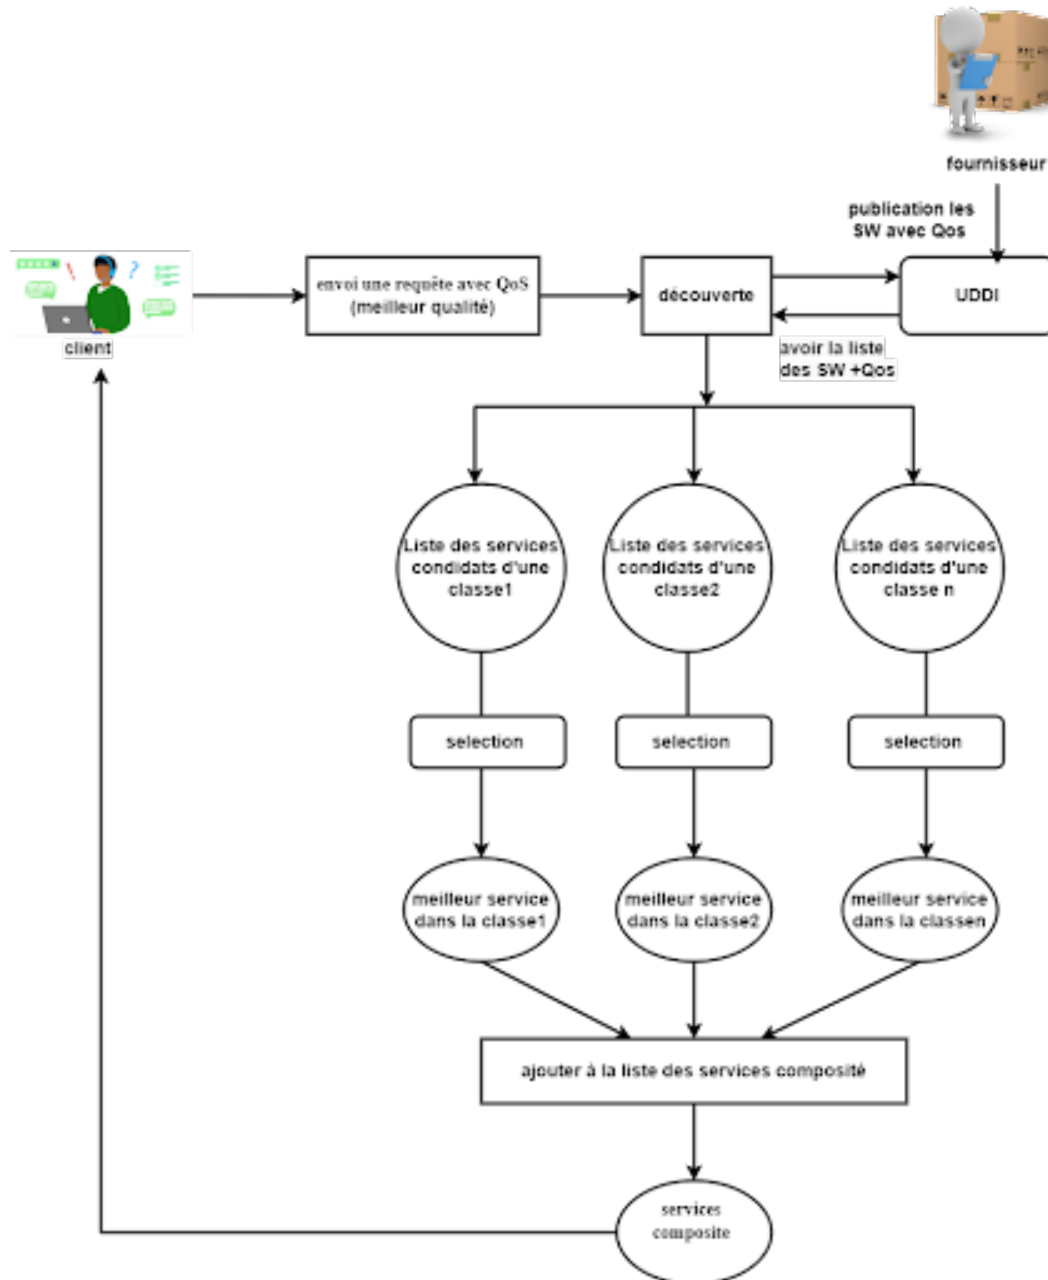 fournisseur
publication les
SW avec Qos
envoi une requête avec QoS
(meilleur qualité)
découverte
UDDI
client
avoir la liste
des SW +Qos
Liste des services
condidats d'une
classe1
Liste des services
condidats d'une
classe2
Liste des services
condidats d'une
classe n
selection
selection
selection
meilleur service
dans la classe1
meilleur service
dans la classe2
meilleur service
dans la classen
ajouter à la liste des services composité
services
composite